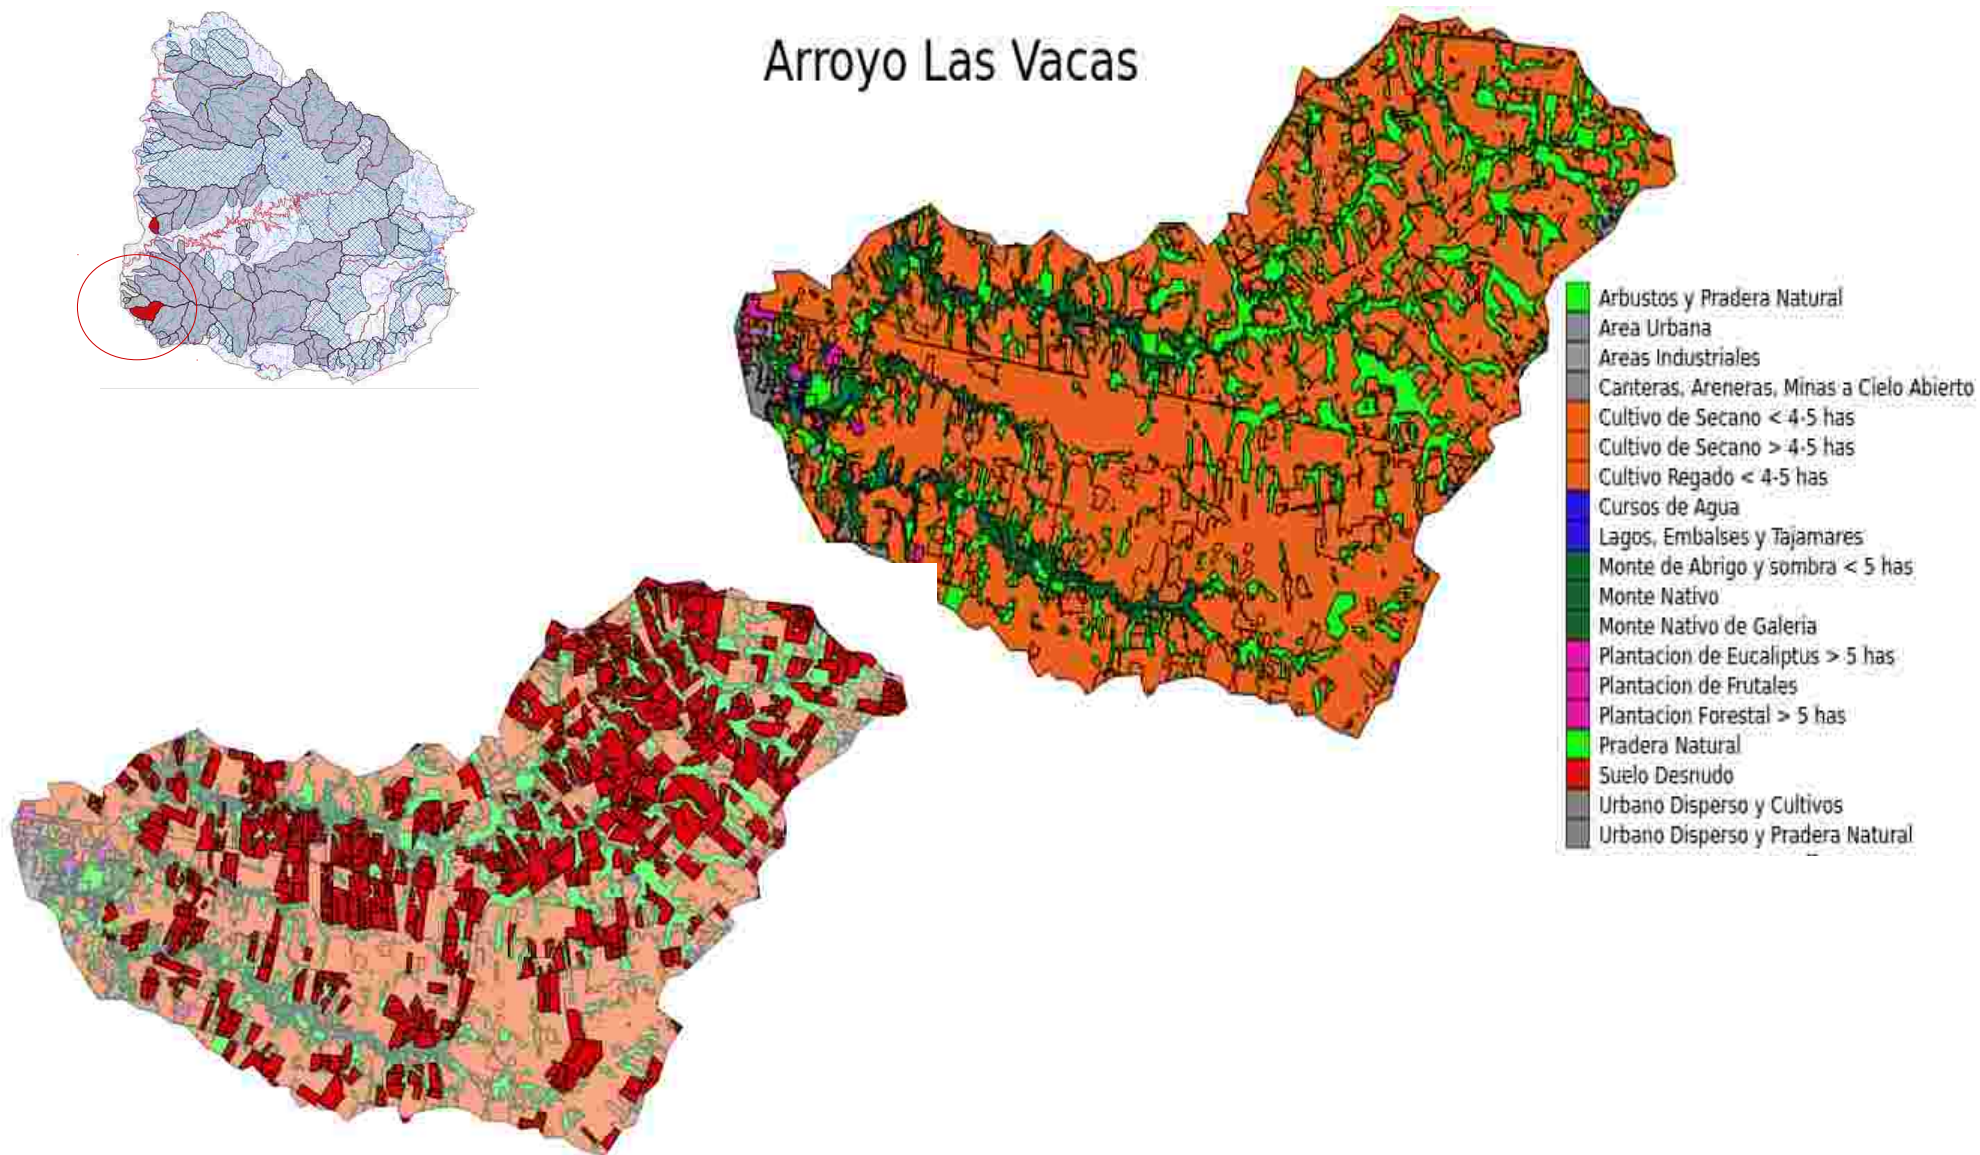 Arroyo Las Vacas
Arbustos y Pradera Natural
Area Urbana
Areas Industriales
Canteras, Areneras, Minas a Cielo Abierto
Cultivo de Secano < 4-5 has
Cultivo de Secano > 4-5 has
Cultivo Regado < 4-5 has
Cursos de Agua
Lagos, Embalses y Tajamares
Monte de Abrigo y sombra < 5 has
Monte Nativo
Monte Nativo de Galeria
Plantacion de Eucaliptus > 5 has
Plantacion de Frutales
Plantacion Forestal > 5 has
Pradera Natural
Suelo Desnudo
Urbano Disperso y Cultivos
Urbano Disperso y Pradera Natural